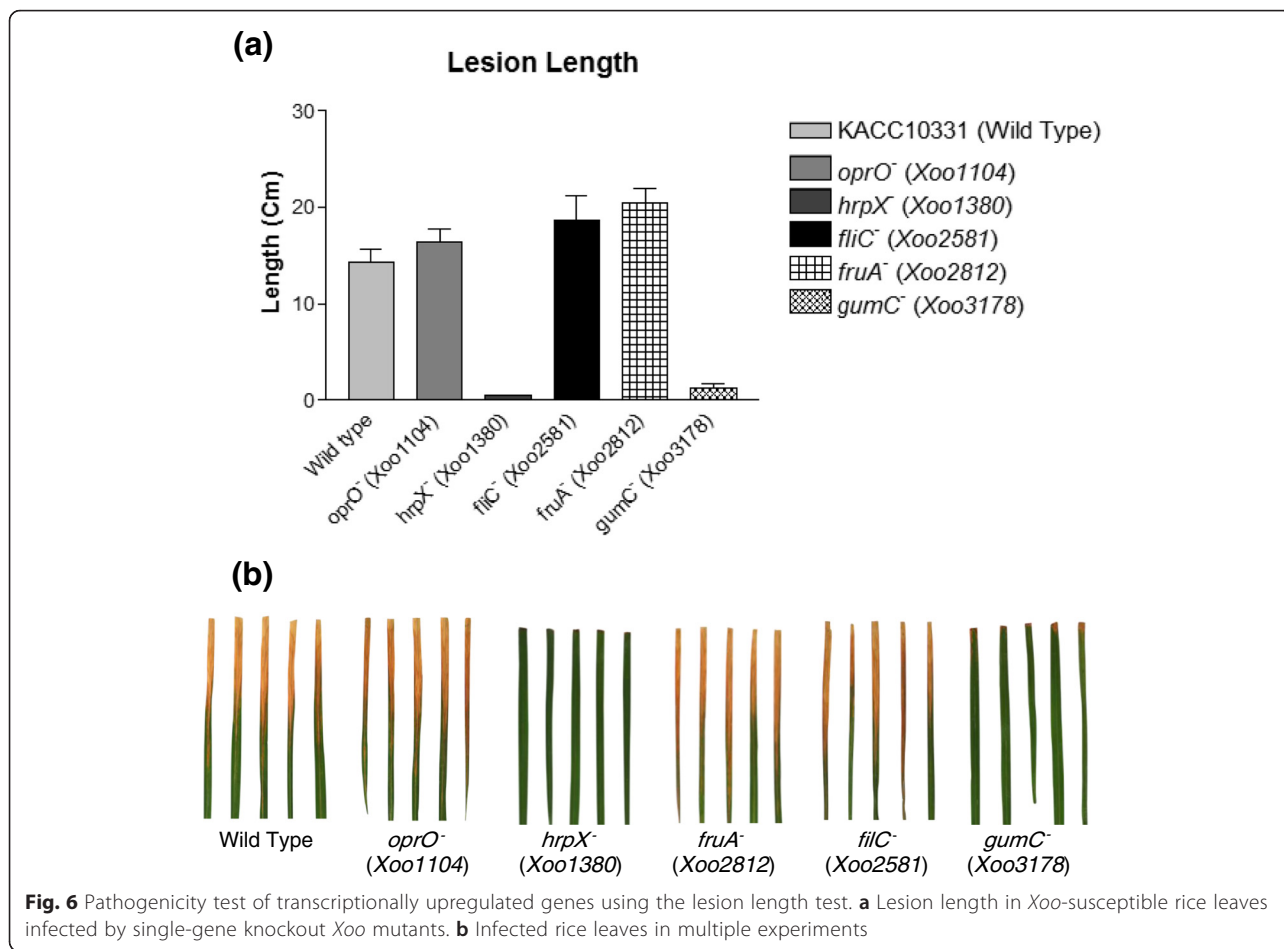 (a)
Lesion Length
30
20
10
0
Length (Cm)
Wild type
oprO- (Xoo1104)
hrpX- (Xoo1380)
fliC- (Xoo2581)
fruA- (Xoo2812)
gumC- (Xoo3178)
KACC10331 (Wild Type)
oprO- (Xoo1104)
hrpX- (Xoo1380)
fliC- (Xoo2581)
fruA- (Xoo2812)
gumC- (Xoo3178)
(b)
Wild Type
oprO-
(Xoo1104)
hrpX-
(Xoo1380)
fruA-
(Xoo2812)
filC-
(Xoo2581)
gumC-
(Xoo3178)
Fig. 6 Pathogenicity test of transcriptionally upregulated genes using the lesion length test. a Lesion length in Xoo-susceptible rice leaves
infected by single-gene knockout Xoo mutants. b Infected rice leaves in multiple experiments